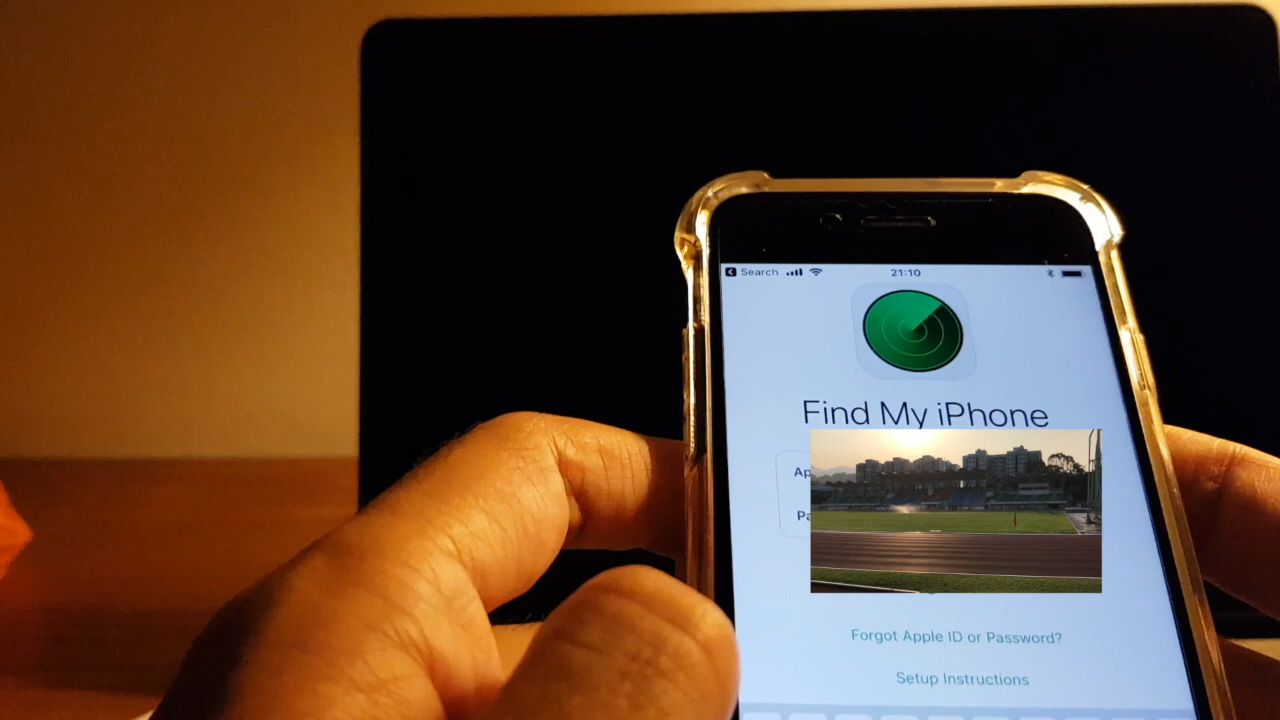 Search
21:10
Find My iPhone
Forgot Apple ID or Password?
Setup Instructions